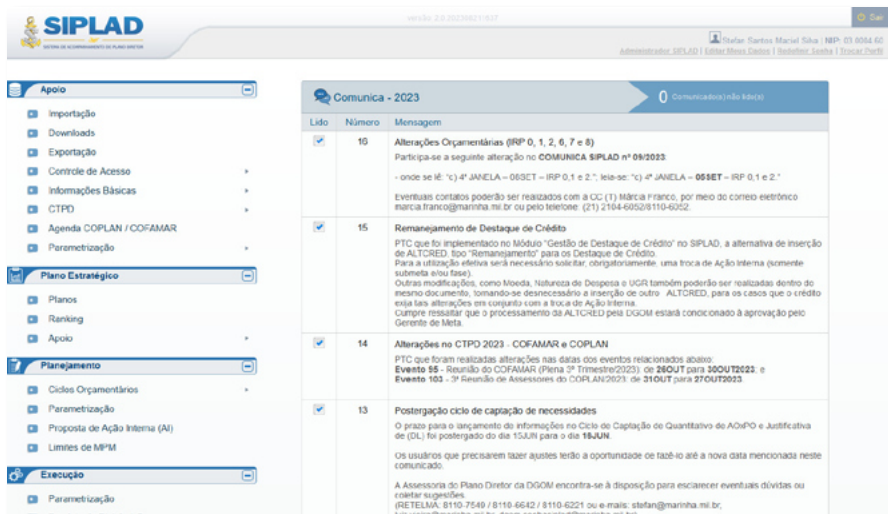 SIPLAD
SISTEMA DE ACOMPANHAMENTO DO PLANO DIRETOR
Sair
Stefan Santos Maciel Silva | NIP: 03.0004.60
Administrador SIPLAD | Editar Meus Dados | Redefinir Senha | Trocar Perfil
Apoio
Importação
Downloads
Exportação
Controle de Acesso
Informações Básicas
CTPD
Agenda COPLAN / COFAMAR
Parametrização
Plano Estratégico
Planos
Ranking
Apoio
Planejamento
Ciclos Orçamentários
Parametrização
Proposta de Ação Interna (AI)
Limites de MPM
Execução
Parametrização
Comunica - 2023
0 Comunicado(s) não lido(s)
Lido Número Mensagem
16 Alterações Orçamentárias (IRP 0, 1, 2, 6, 7 e 8)
Participa-se a seguinte alteração no COMUNICA SIPLAD nº 09/2023:
- onde se lê: "c) 4ª JANELA – 06SET – IRP 0,1 e 2."; leia-se: "c) 4ª JANELA – 05SET – IRP 0,1 e 2."
Eventuais contatos poderão ser realizados com a CC (T) Márcia Franco, por meio do correio eletrônico
marcia.franco@marinha.mil.br ou pelo telefone: (21) 2104-6052/8110-6052.
15 Remanejamento de Destaque de Crédito
PTC que foi implementado no Módulo "Gestão de Destaque de Crédito" no SIPLAD, a alternativa de inserção
de ALTCRED, tipo "Remanejamento" para os Destaque de Crédito.
Para a utilização efetiva será necessário solicitar, obrigatoriamente, uma troca de Ação Interna (somente
submeta e/ou fase).
Outras modificações, como Moeda, Natureza de Despesa e UGR também poderão ser realizadas dentro do
mesmo documento, tornando-se desnecessário a inserção de outro ALTCRED, para os casos que o crédito
exija tais alterações em conjunto com a troca de Ação Interna.
Cumpre ressaltar que o processamento da ALTCRED pela DGOM estará condicionado à aprovação pelo
Gerente de Meta.
14 Alterações no CTPD 2023 - COFAMAR e COPLAN
PTC que foram realizadas alterações nas datas dos eventos relacionados abaixo:
Evento 95 - Reunião do COFAMAR (Plena 3º Trimestre/2023): de 26OUT para 30OUT2023; e
Evento 103 - 3ª Reunião de Assessores do COPLAN/2023: de 31OUT para 27OUT2023.
13 Postergação ciclo de captação de necessidades
O prazo para o lançamento do informações no Ciclo de Captação de Quantitativo do AOxPO e Justificativa
de (DL) foi postergado do dia 15JUN para o dia 16JUN.
Os usuários que precisarem fazer ajustes terão a oportunidade de fazê-lo até a nova data mencionada neste
comunicado.
A Assessoria do Plano Diretor da DGOM encontra-se à disposição para esclarecer eventuais dúvidas ou
coletar sugestões.
(RETELMA: 8110-7549 / 8110-6642 / 8110-6221 ou e-mails: stefan@marinha.mil.br;